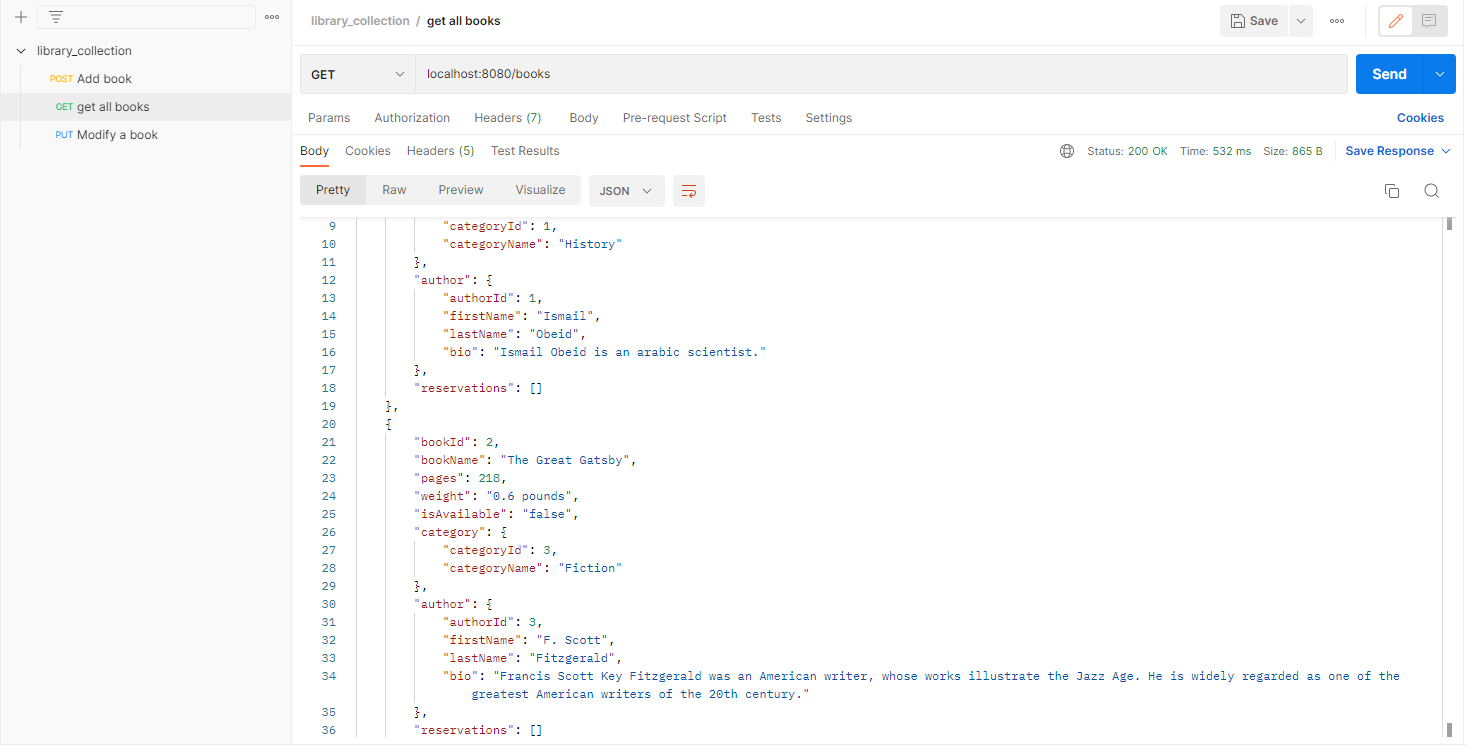 library_collection
POST Add book
GET get all books
PUT Modify a book
library_collection / get all books
Save
GET localhost:8080/books Send
Params Authorization Headers (7) Body Pre-request Script Tests Settings Cookies
Body Cookies Headers (5) Test Results Status: 200 OK Time: 532 ms Size: 865 B Save Response
Pretty Raw Preview Visualize JSON
9 "categoryId": 1,
10 "categoryName": "History"
11 },
12 "author": {
13 "authorId": 1,
14 "firstName": "Ismail",
15 "lastName": "Obeid",
16 "bio": "Ismail Obeid is an arabic scientist."
17 },
18 "reservations": []
19 },
20 {
21 "bookId": 2,
22 "bookName": "The Great Gatsby",
23 "pages": 218,
24 "weight": "0.6 pounds",
25 "isAvailable": "false",
26 "category": {
27 "categoryId": 3,
28 "categoryName": "Fiction"
29 },
30 "author": {
31 "authorId": 3,
32 "firstName": "F. Scott",
33 "lastName": "Fitzgerald",
34 "bio": "Francis Scott Key Fitzgerald was an American writer, whose works illustrate the Jazz Age. He is widely regarded as one of the
greatest American writers of the 20th century."
35 },
36 "reservations": []